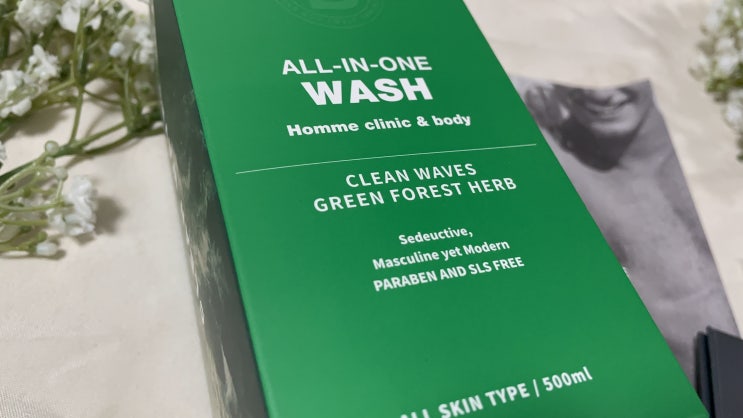 ALL-IN-ONE
WASH
Homme clinic & body
CLEAN WAVES
GREEN FOREST HERB
Sedeuctive,
Masculine yet Modern
PARABEN AND SLS FREE
ALL SKIN TYPE / 500ml